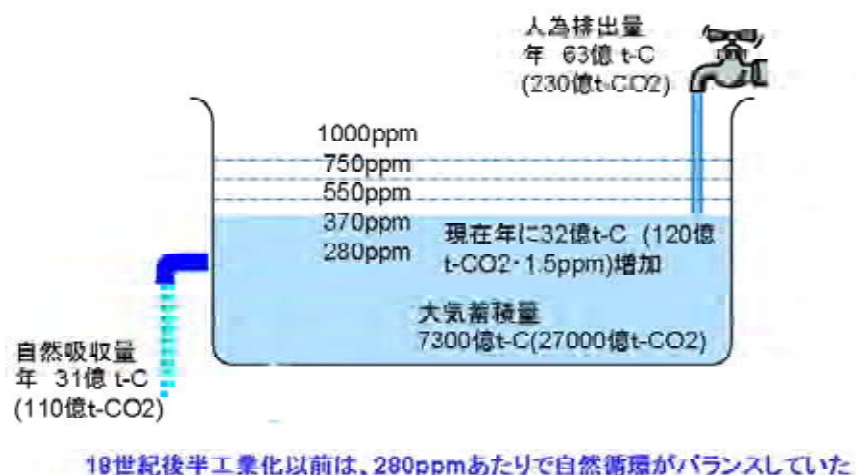 人為排出量
年 63億 t-C
(230億t-CO2)
1000ppm
750ppm
550ppm
370ppm
280ppm
現在年に32億t-C (120億
t-CO2・1.5ppm)増加
大気蓄積量
7300億t-C(27000億t-CO2)
自然吸収量
年 31億 t-C
(110億t-CO2)
18世紀後半工業化以前は、280ppmあたりで自然循環がバランスしていた